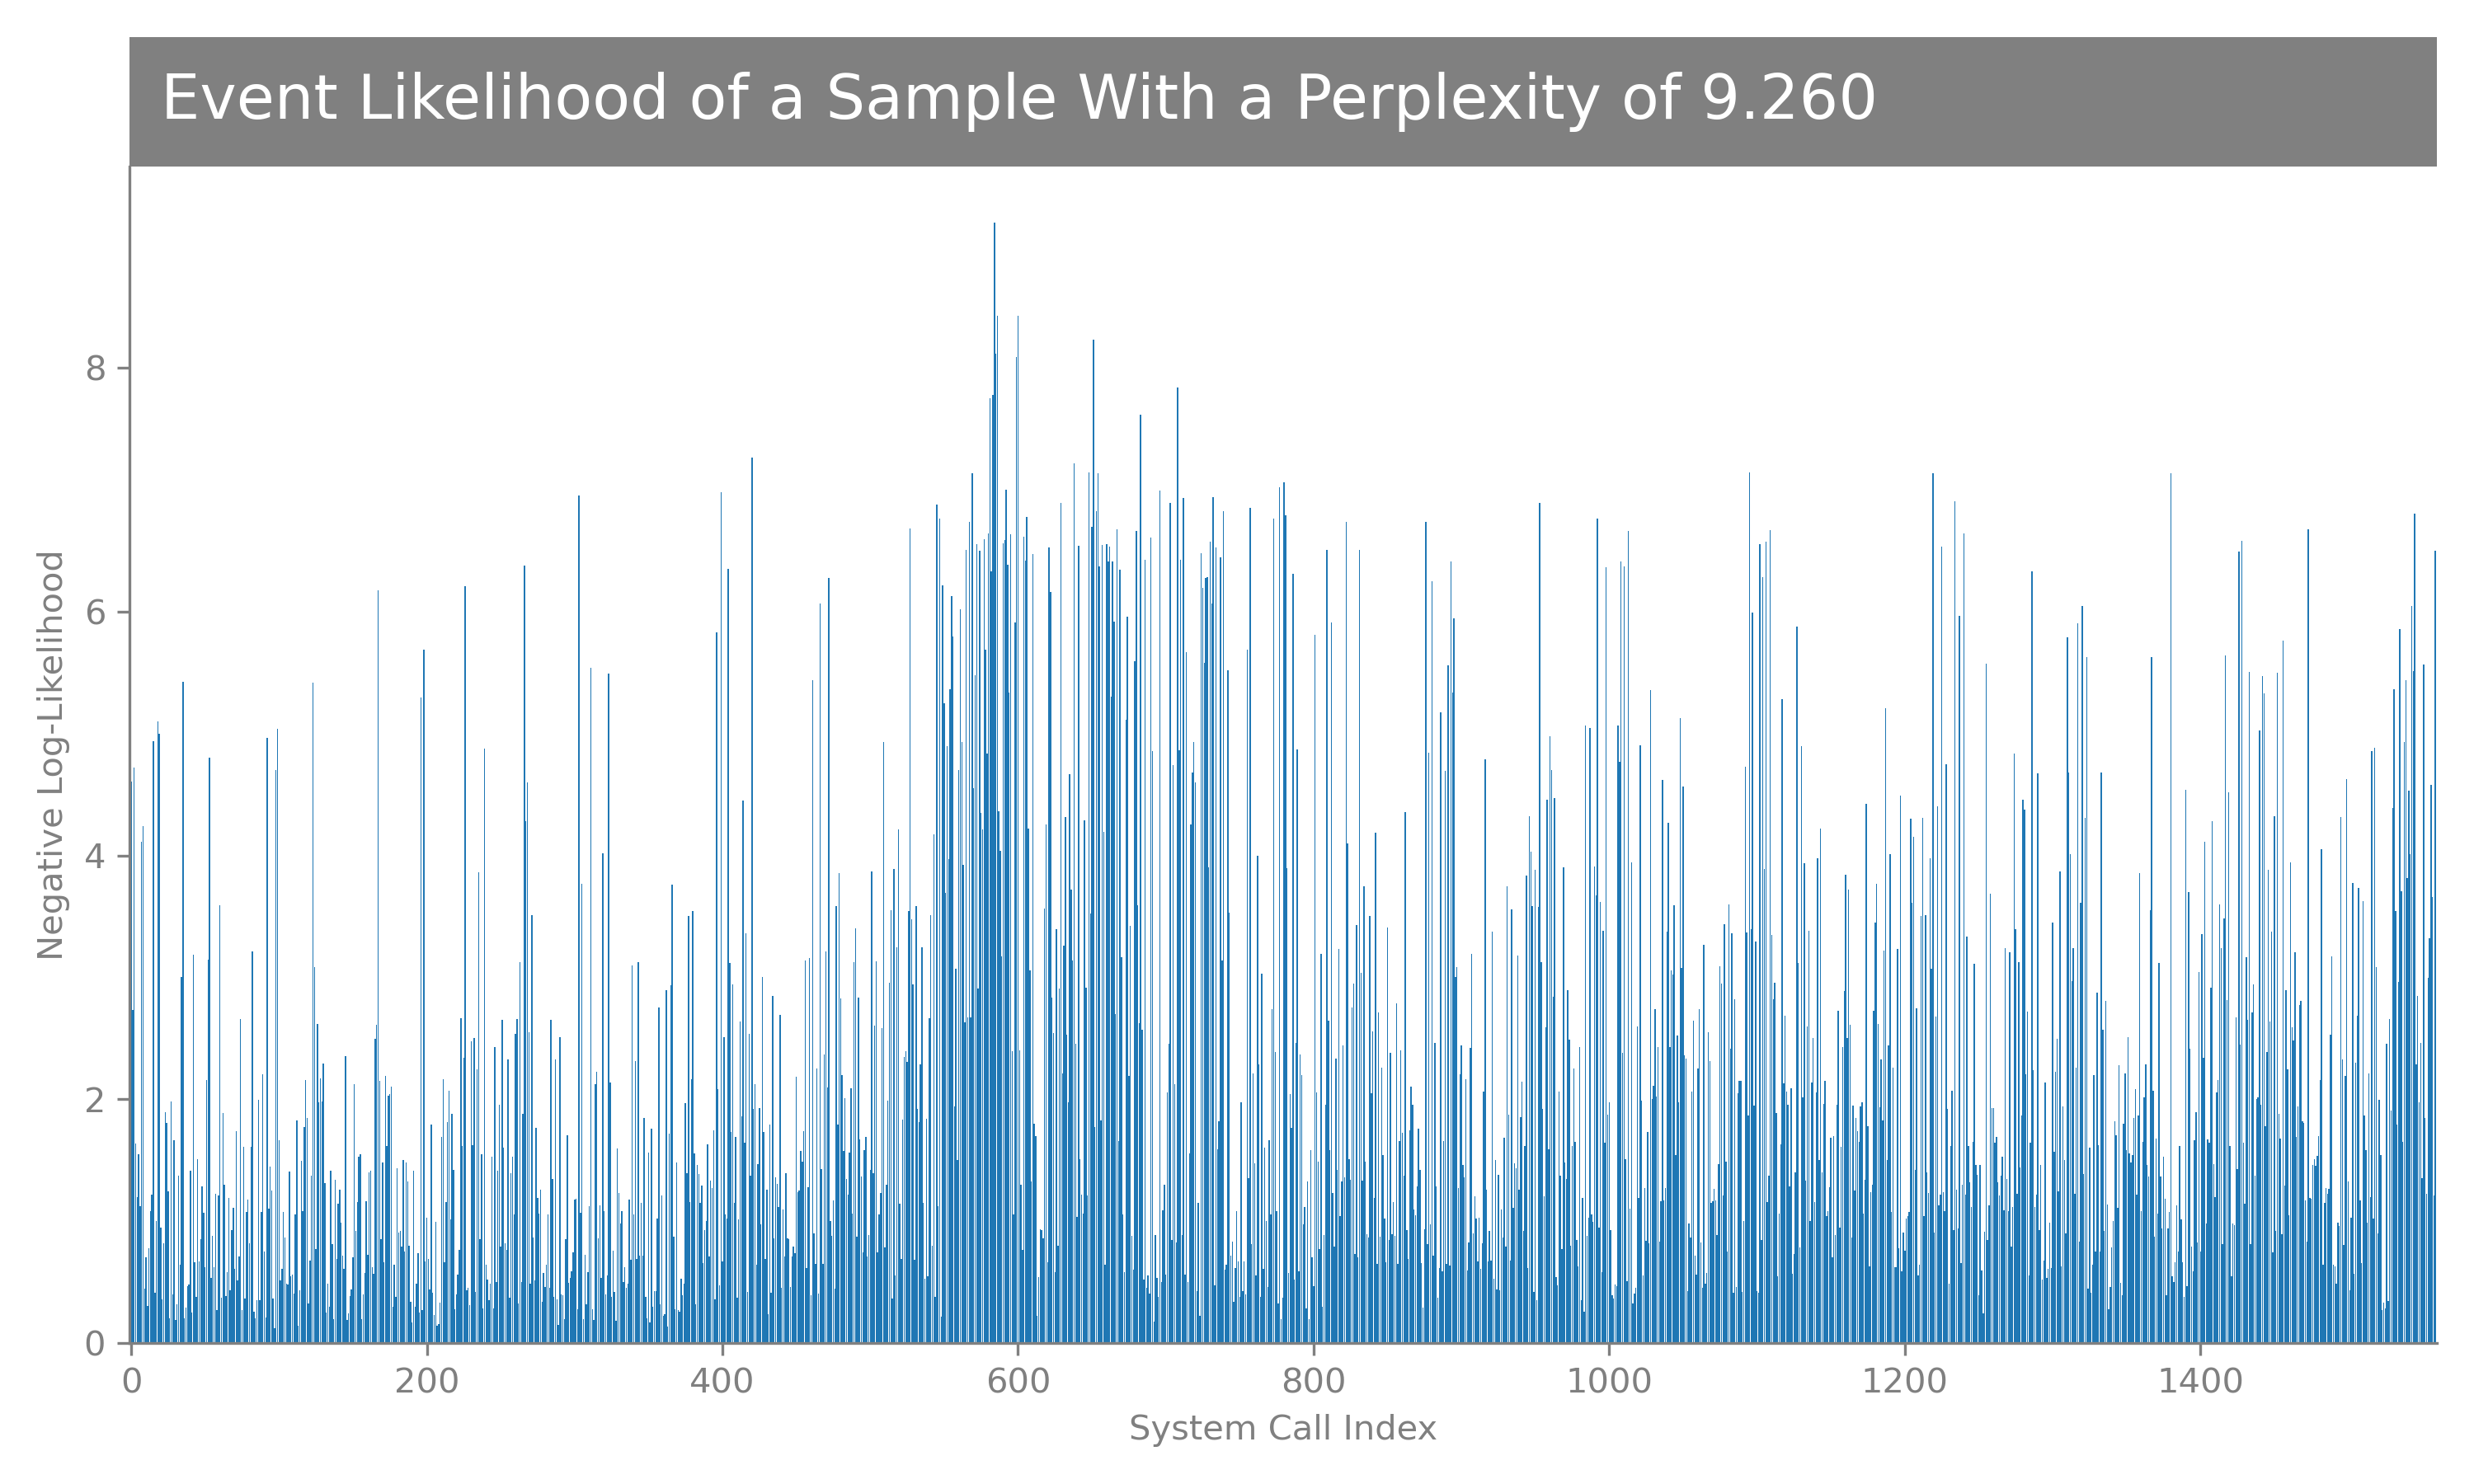 Event Likelihood of a Sample With a Perplexity of 9.260
Negative Log-Likelihood
8
6
4
2
0
0 200 400 600 800 1000 1200 1400
System Call Index